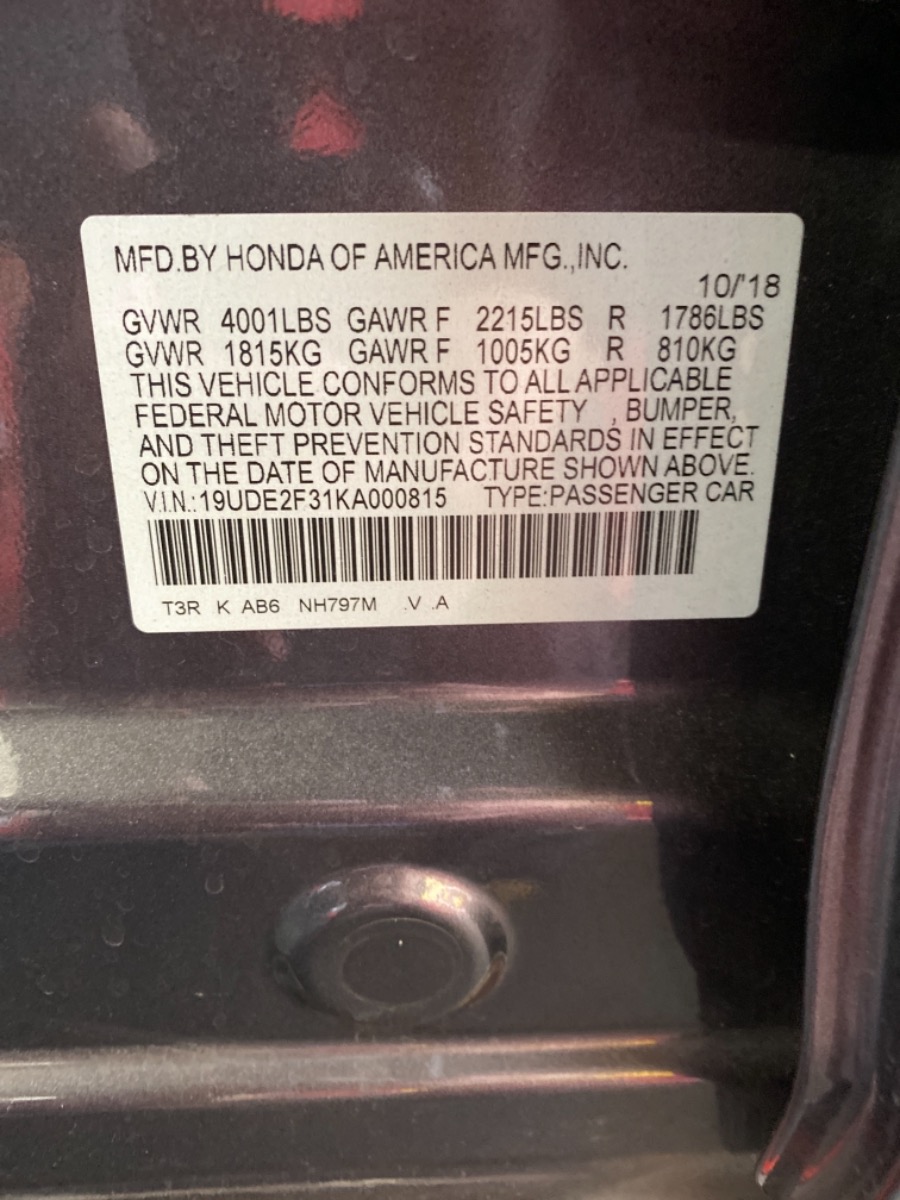 MFD.BY HONDA OF AMERICA MFG.,INC.
10/'18
GVWR 4001LBS GAWR F 2215LBS R 1786LBS
GVWR 1815KG GAWR F 1005KG R 810KG
THIS VEHICLE CONFORMS TO ALL APPLICABLE
FEDERAL MOTOR VEHICLE SAFETY , BUMPER,
AND THEFT PREVENTION STANDARDS IN EFFECT
ON THE DATE OF MANUFACTURE SHOWN ABOVE.
V.I.N.:19UDE2F31KA000815 TYPE:PASSENGER CAR
T3R K AB6 NH797M .V .A